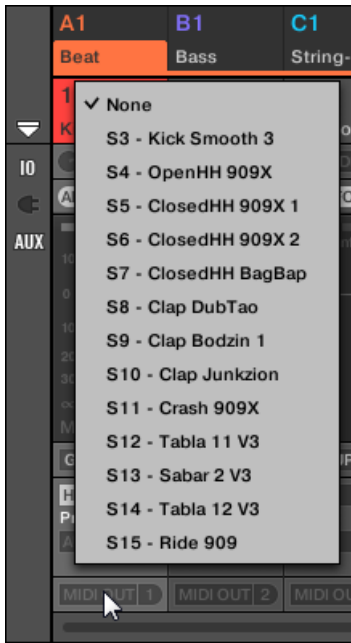 A1 B1 C1
Beat Bass String-
1
K
✓ None
S3 - Kick Smooth 3
S4 - OpenHH 909X
S5 - ClosedHH 909X 1
S6 - ClosedHH 909X 2
S7 - ClosedHH BagBap
S8 - Clap DubTao
S9 - Clap Bodzin 1
S10 - Clap Junkzion
S11 - Crash 909X
S12 - Tabla 11 V3
S13 - Sabar 2 V3
S14 - Tabla 12 V3
S15 - Ride 909
IO
AUX
MIDI OUT 1 MIDI OUT 2 MIDI OU